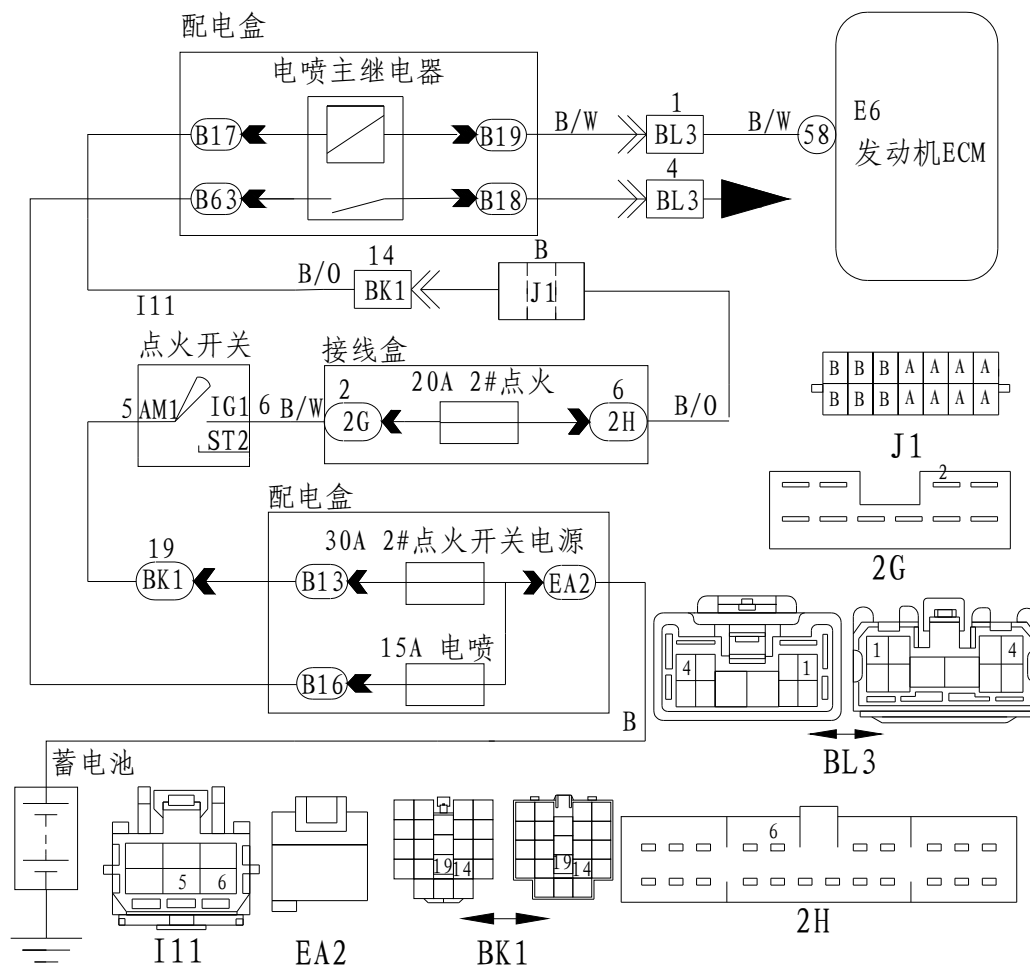 配电盒
电喷主继电器
B17
B19
B/W
1
BL3
B/W
58
E6
发动机ECM
B63
B18
4
BL3
B/O
14
BK1
B
J1
I11
点火开关
5
AM1
IG1
ST2
6
B/W
接线盒
2
2G
20A 2#点火
6
2H
B/O
B B B A A A A
B B B A A A A
J1
2
2G
配电盒
19
BK1
B13
30A 2#点火开关电源
EA2
15A 电喷
B16
B
4
1
1
4
BL3
蓄电池
5
6
I11
EA2
19
14
19
14
BK1
6
2H